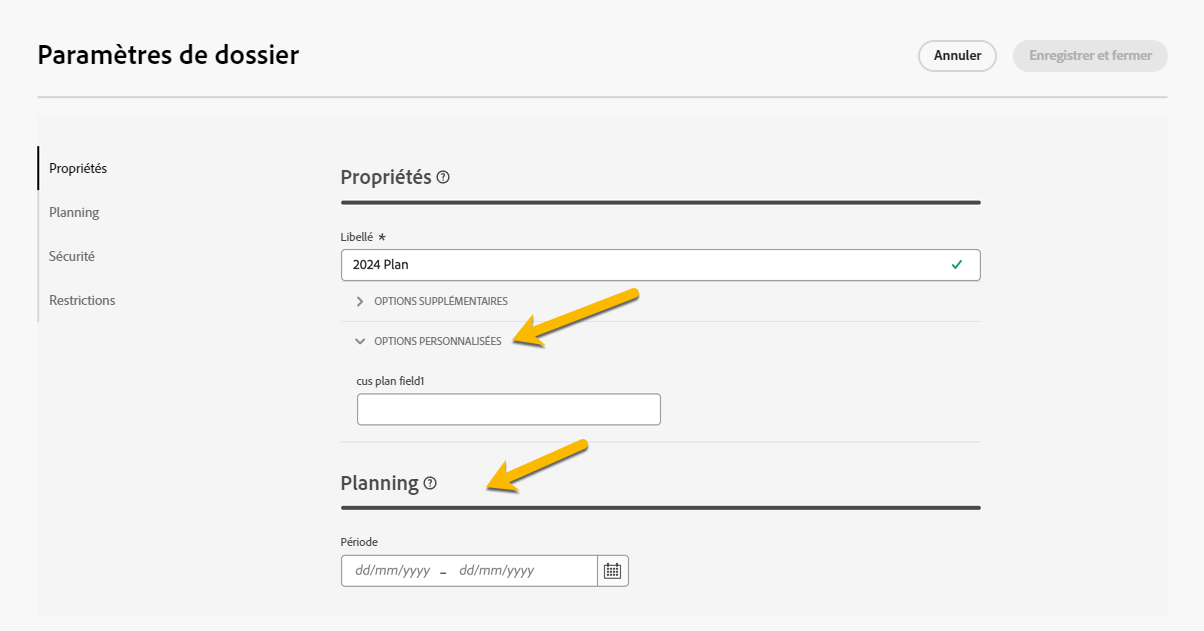 Paramètres de dossier
Annuler
Enregistrer et fermer
Propriétés
Planning
Sécurité
Restrictions
Propriétés
Libellé *
2024 Plan
OPTIONS SUPPLÉMENTAIRES
OPTIONS PERSONNALISÉES
cus plan field1
Planning
Période
dd/mm/yyyy – dd/mm/yyyy